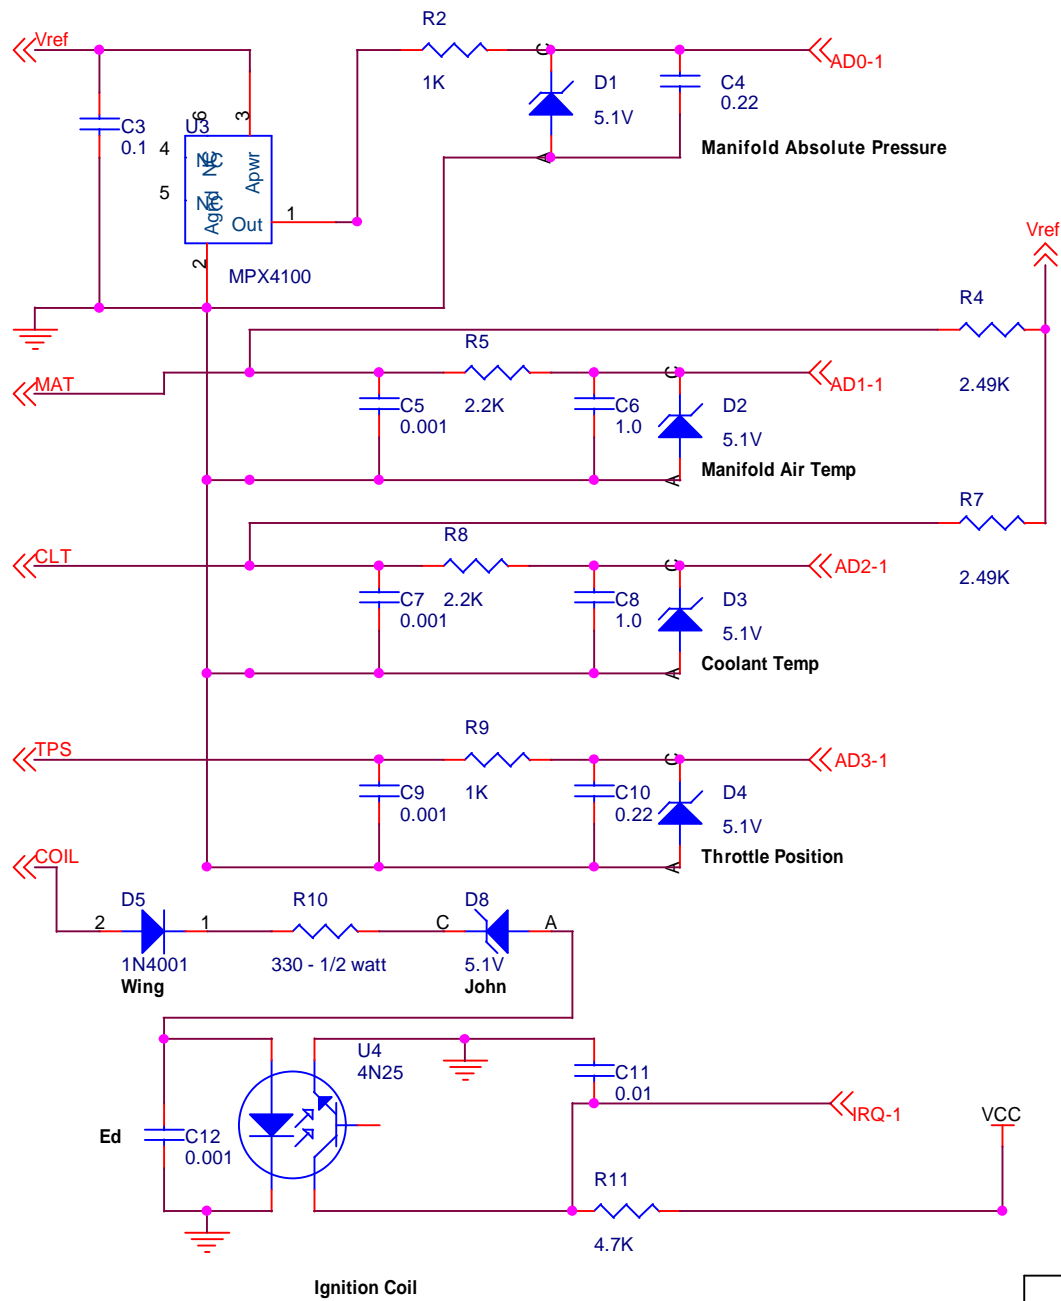 Vref
R2
1K
C
D1
5.1V
A
C4
0.22
AD0-1
Manifold Absolute Pressure
C3
0.1
U3
6
3
4
5
NC
NC
NC
Apwr
Agnd
Out
1
2
MPX4100
Vref
R4
2.49K
MAT
R5
2.2K
C5
0.001
C6
1.0
C
D2
5.1V
A
AD1-1
Manifold Air Temp
R7
2.49K
CLT
R8
2.2K
C7
0.001
C8
1.0
C
D3
5.1V
A
AD2-1
Coolant Temp
TPS
R9
1K
C9
0.001
C10
0.22
C
D4
5.1V
A
AD3-1
Throttle Position
COIL
D5
2
1
1N4001
Wing
R10
330 - 1/2 watt
D8
C
A
5.1V
John
U4
4N25
C11
0.01
IRQ-1
VCC
Ed
C12
0.001
R11
4.7K
Ignition Coil